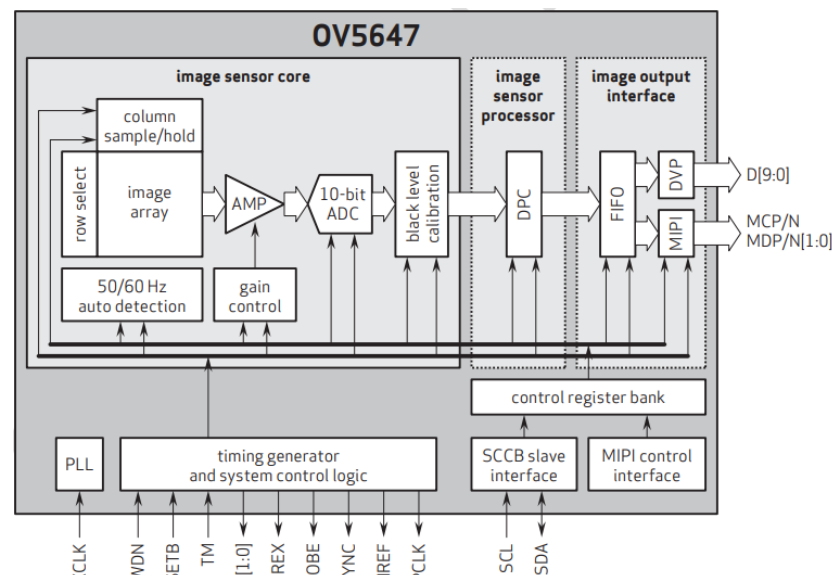 OV5647
image sensor core
image
sensor
processor
image output
interface
column
sample/hold
row select
image
array
AMP
10-bit
ADC
black level
calibration
DPC
FIFO
DVP
MIPI
D[9:0]
MCP/N
MDP/N[1:0]
50/60 Hz
auto detection
gain
control
control register bank
PLL
timing generator
and system control logic
SCCB slave
interface
MIPI control
interface
TM
[1:0]
REX
OBE
PCLK
SCL
SDA